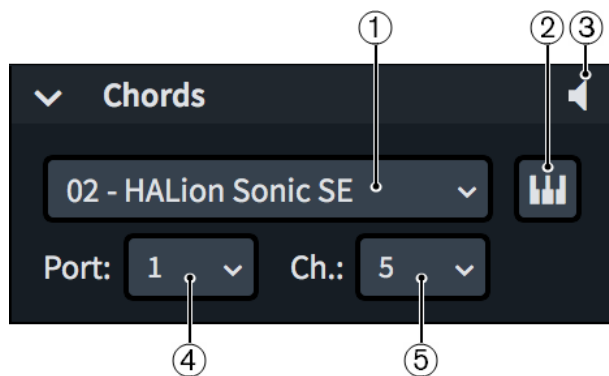 ① ② ③
Chords
02 - HALion Sonic SE
Port: 1 Ch.: 5
④ ⑤